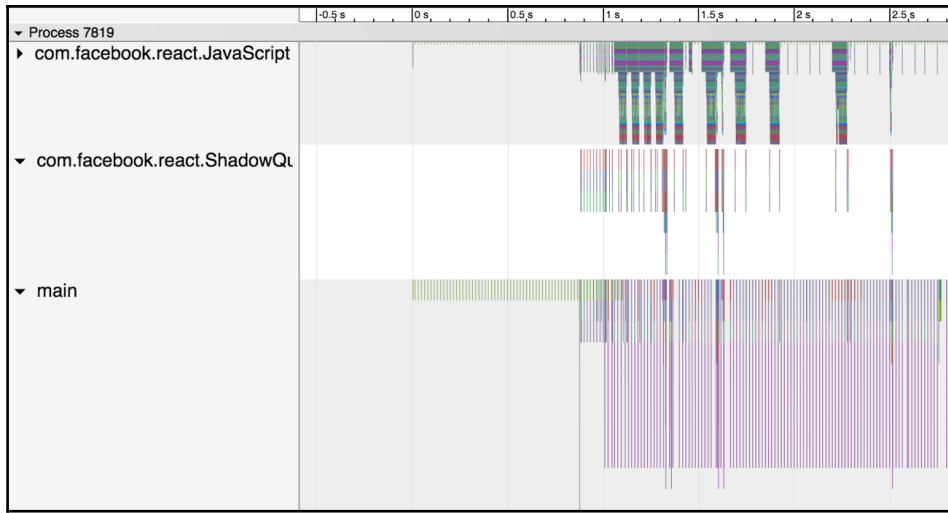 -0.5 s
0 s
0.5 s
1 s
1.5 s
2 s
2.5 s
Process 7819
com.facebook.react.JavaScript
com.facebook.react.ShadowQu
main